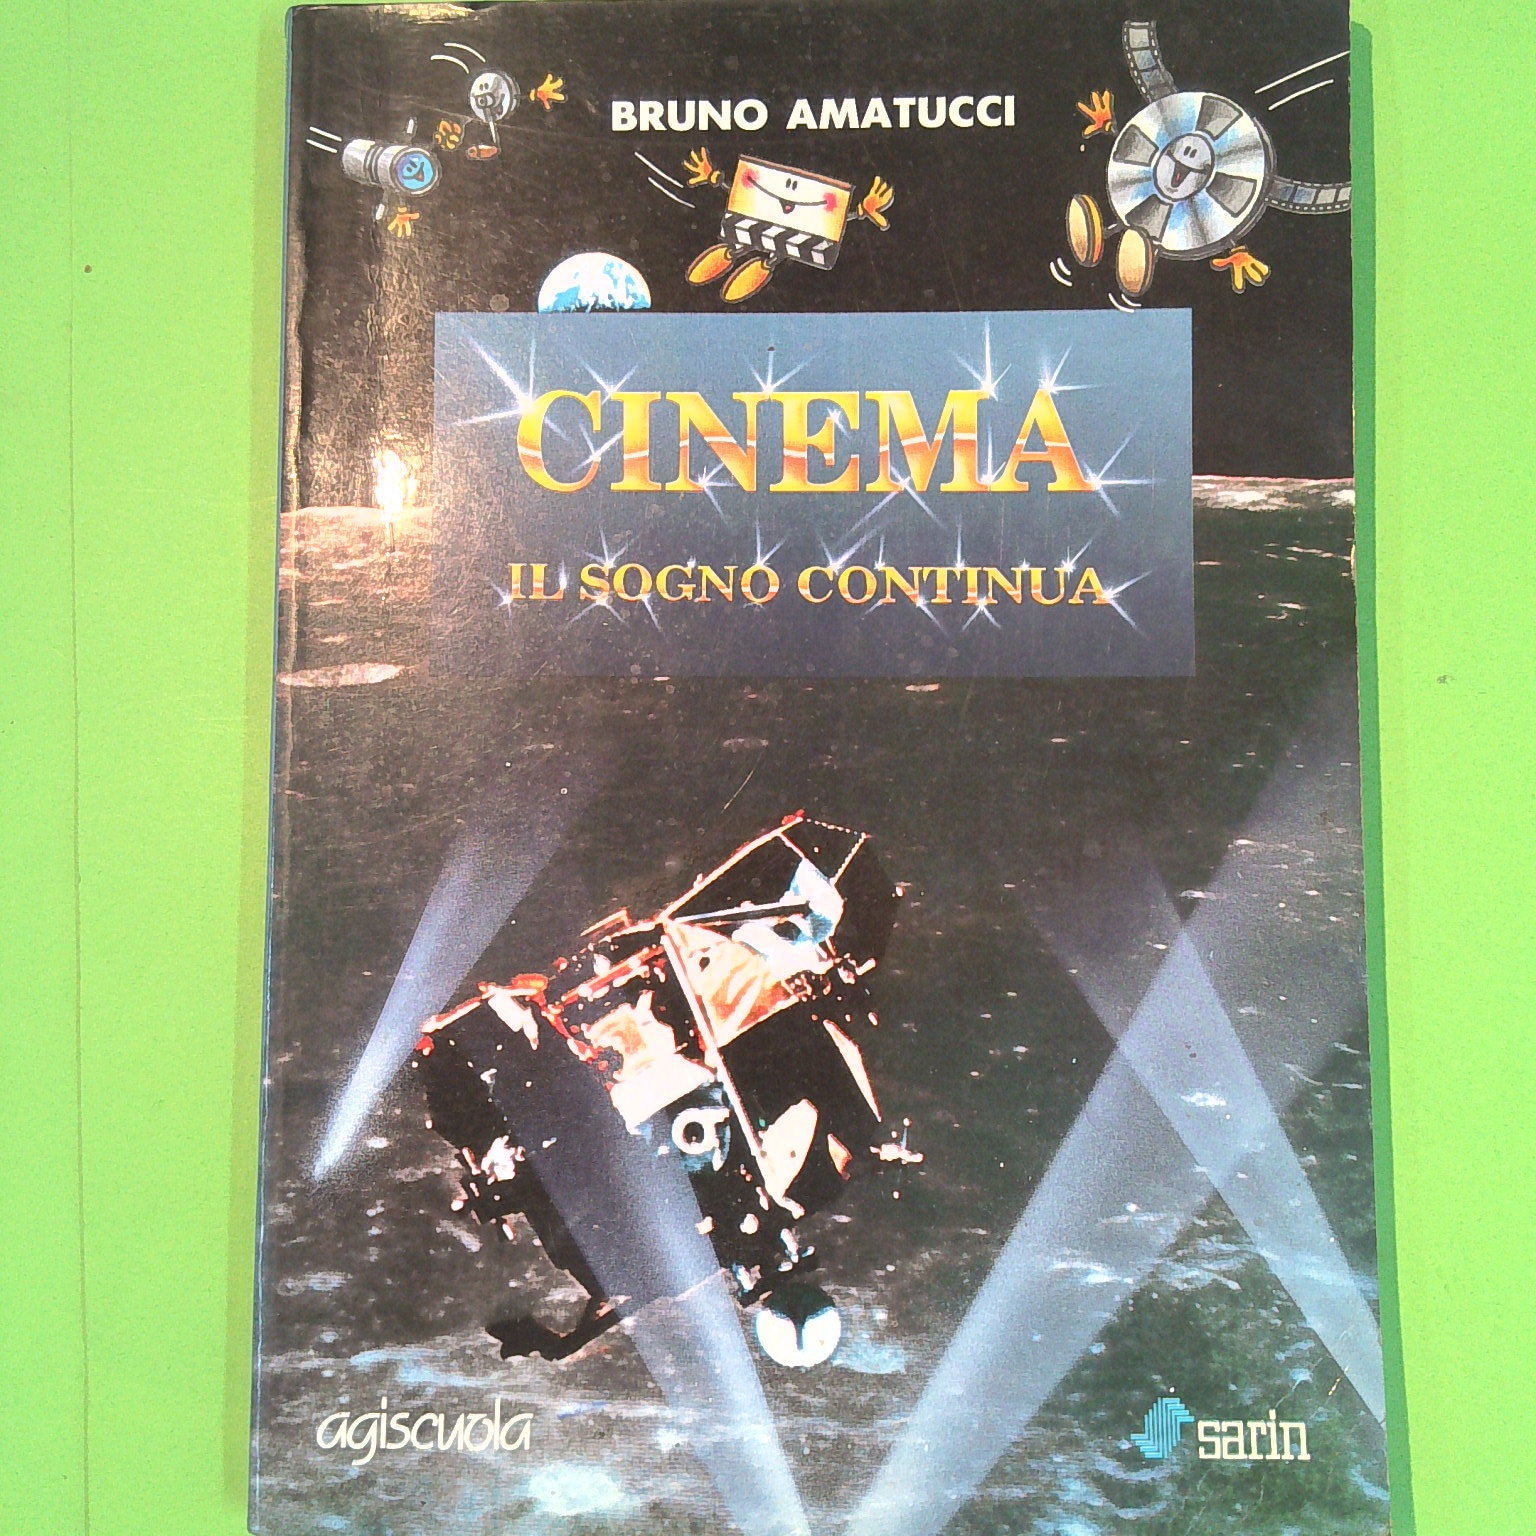 BRUNO AMATUCCI
CINEMA
IL SOGNO CONTINUA
agiscuola
sarin